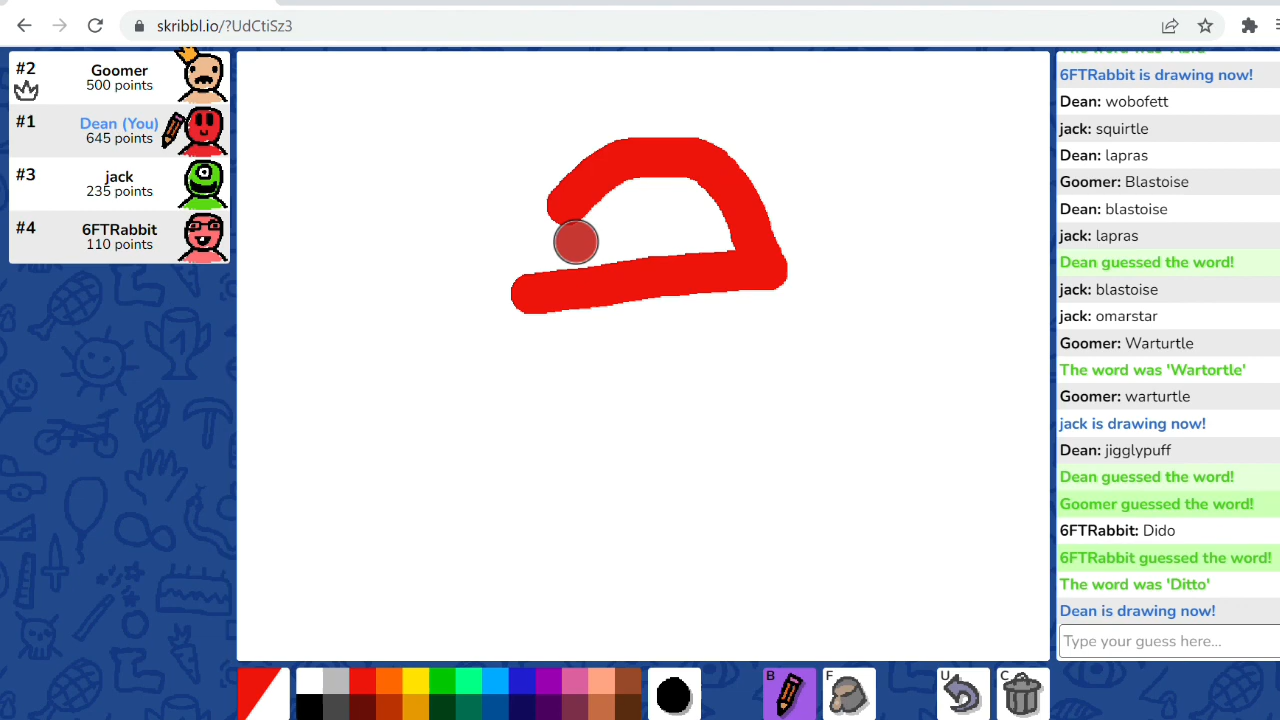 skribbl.io/?UdCtiSz3
#2
Goomer
500 points
#1
Dean (You)
645 points
#3
jack
235 points
#4
6FTRabbit
110 points
6FTRabbit is drawing now!
Dean: wobofett
jack: squirtle
Dean: lapras
Goomer: Blastoise
Dean: blastoise
jack: lapras
Dean guessed the word!
jack: blastoise
jack: omarstar
Goomer: Warturtle
The word was 'Wartortle'
Goomer: warturtle
jack is drawing now!
Dean: jigglypuff
Dean guessed the word!
Goomer guessed the word!
6FTRabbit: Dido
6FTRabbit guessed the word!
The word was 'Ditto'
Dean is drawing now!
Type your guess here...
B
F
U
C